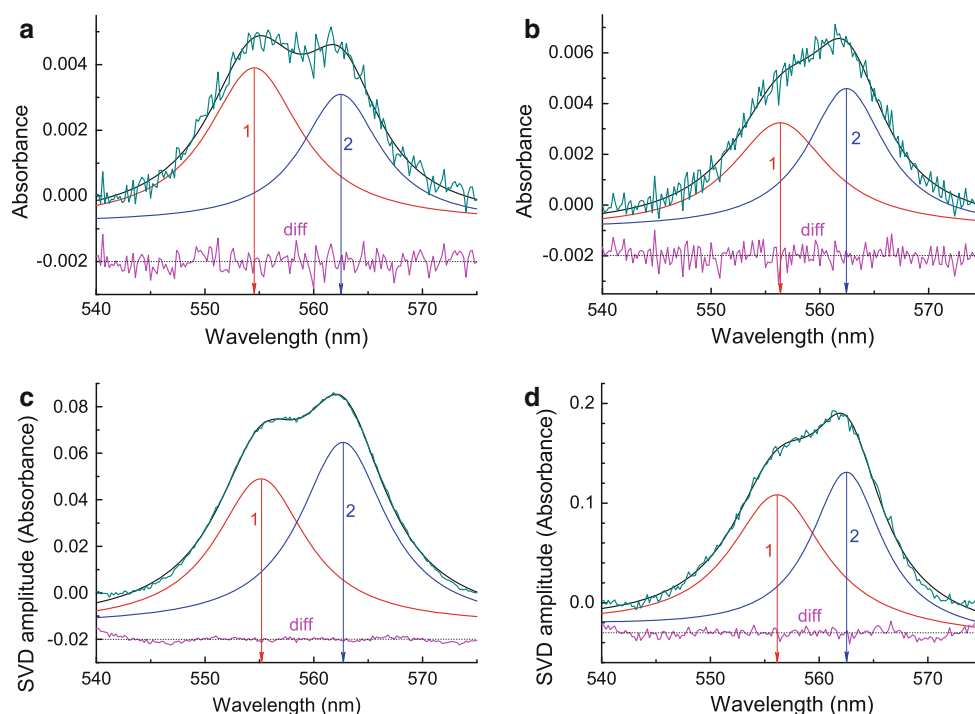 a
0.004
0.002
0.000
-0.002
Absorbance
1
2
diff
540
550
560
570
Wavelength (nm)
b
0.006
0.004
0.002
0.000
-0.002
Absorbance
1
2
diff
540
550
560
570
Wavelength (nm)
c
0.08
0.06
0.04
0.02
0.00
-0.02
SVD amplitude (Absorbance)
1
2
diff
540
550
560
570
Wavelength (nm)
d
0.2
0.1
0.0
SVD amplitude (Absorbance)
1
2
diff
540
550
560
570
Wavelength (nm)